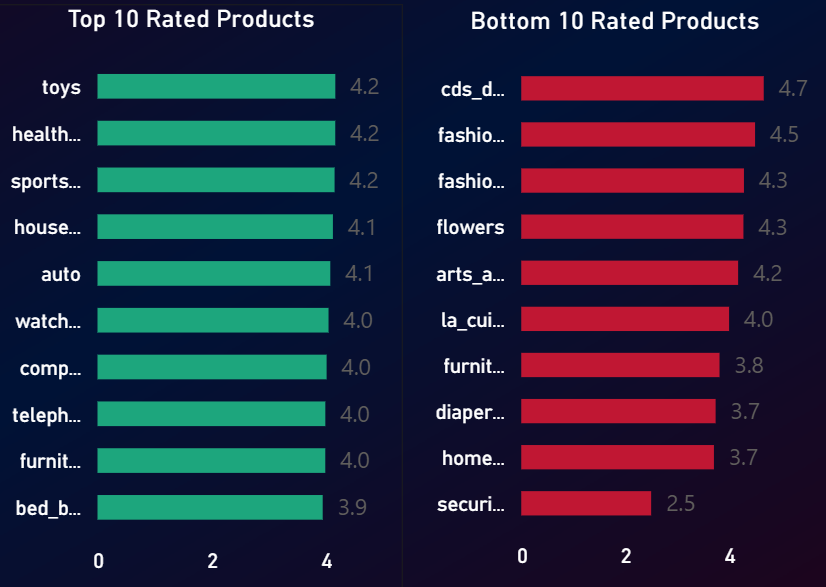 Top 10 Rated Products
toys 4.2
health... 4.2
sports... 4.2
house... 4.1
auto 4.1
watch... 4.0
comp... 4.0
teleph... 4.0
furnit... 4.0
bed_b... 3.9
0 2 4
Bottom 10 Rated Products
cds_d... 4.7
fashio... 4.5
fashio... 4.3
flowers 4.3
arts_a... 4.2
la_cui... 4.0
furnit... 3.8
diaper... 3.7
home... 3.7
securi... 2.5
0 2 4